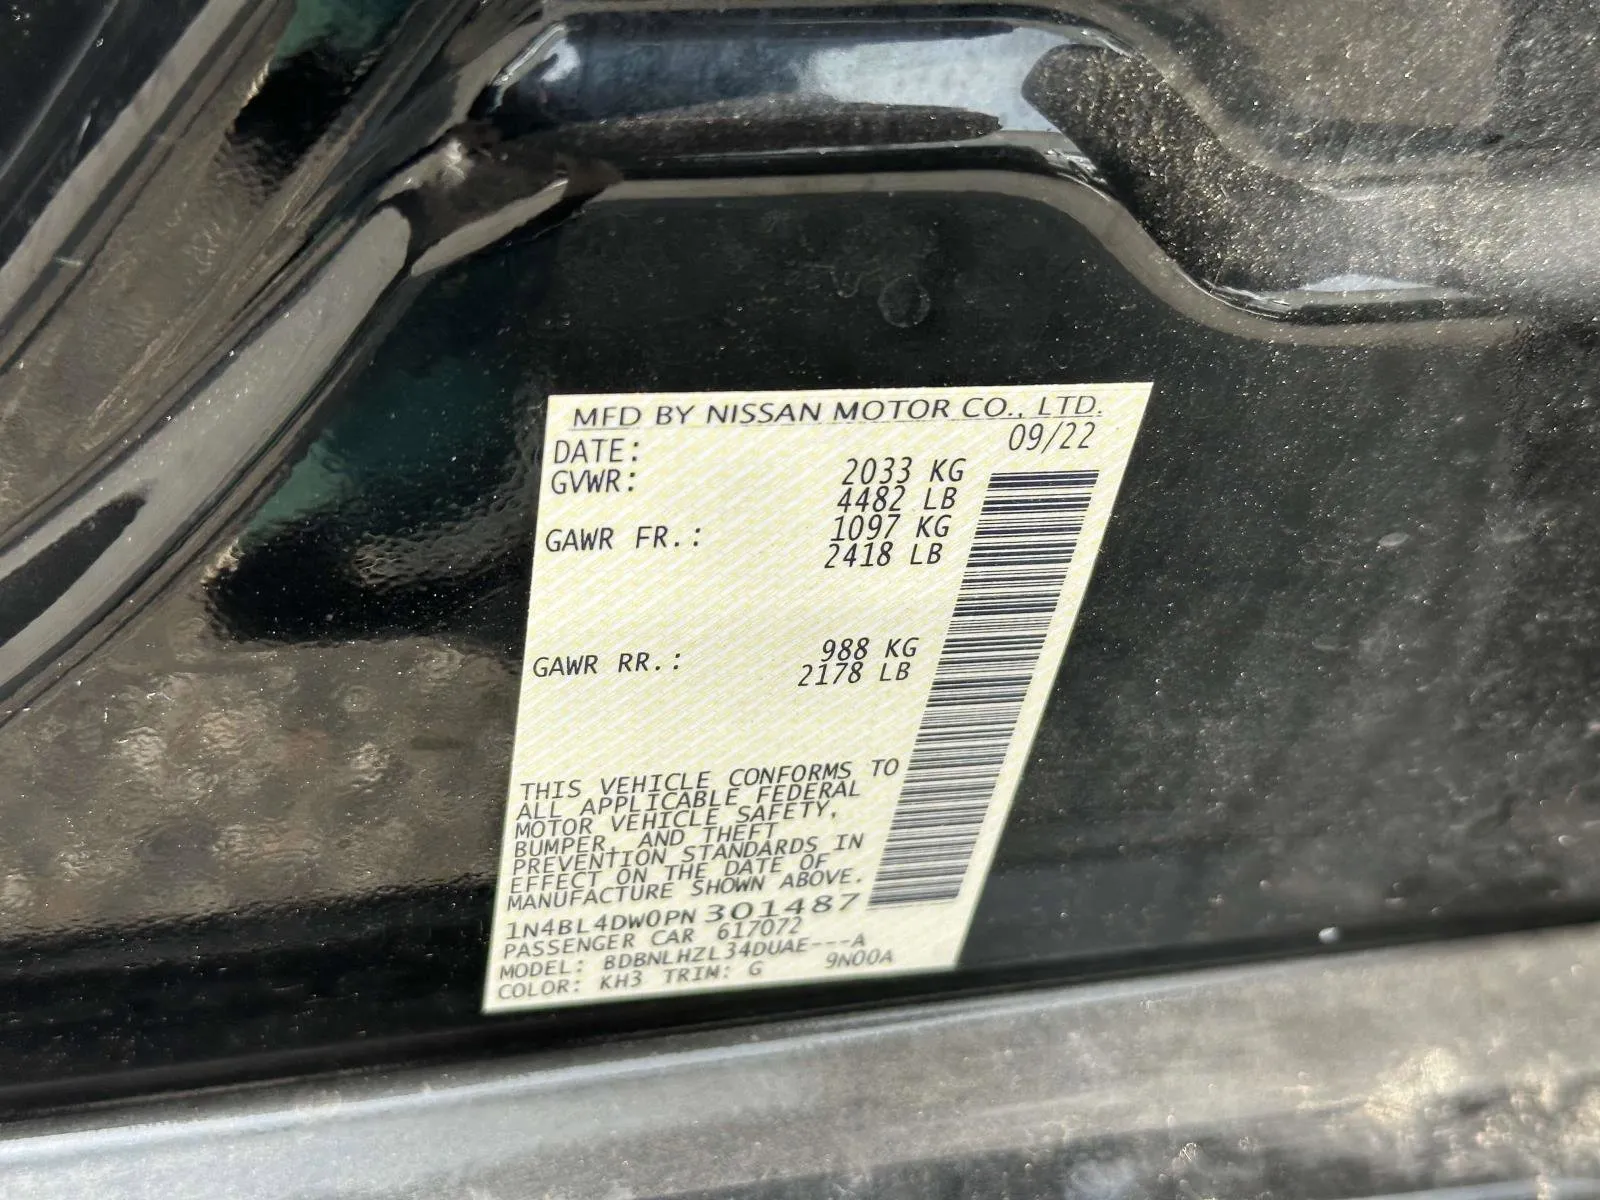 MFD BY NISSAN MOTOR CO., LTD.
DATE: 09/22
GVWR: 2033 KG
4482 LB
GAWR FR.: 1097 KG
2418 LB
GAWR RR.: 988 KG
2178 LB
THIS VEHICLE CONFORMS TO
ALL APPLICABLE FEDERAL
MOTOR VEHICLE SAFETY,
BUMPER, AND THEFT
PREVENTION STANDARDS IN
EFFECT ON THE DATE OF
MANUFACTURE SHOWN ABOVE.
1N4BL4DW0PN301487
PASSENGER CAR 617072
MODEL: BDBNLHZL34DUAE---A
COLOR: KH3 TRIM: G 9N00A